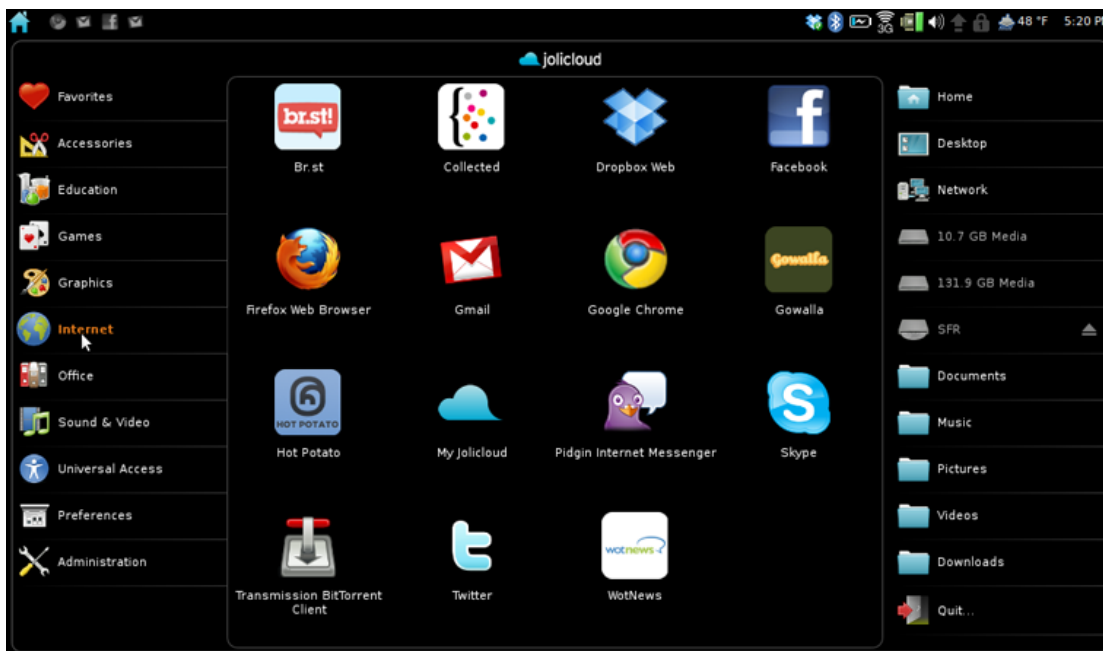 3G
48 °F 5:20 PM
jolicloud
Favorites
Accessories
Education
Games
Graphics
Internet
Office
Sound & Video
Universal Access
Preferences
Administration
br.st!
Br.st
Collected
Dropbox Web
Facebook
Firefox Web Browser
Gmail
Google Chrome
Gowalla
Gowalla
HOT POTATO
Hot Potato
My Jolicloud
Pidgin Internet Messenger
Skype
Transmission BitTorrent
Client
Twitter
wotnews
WotNews
Home
Desktop
Network
10.7 GB Media
131.9 GB Media
SFR
Documents
Music
Pictures
Videos
Downloads
Quit...